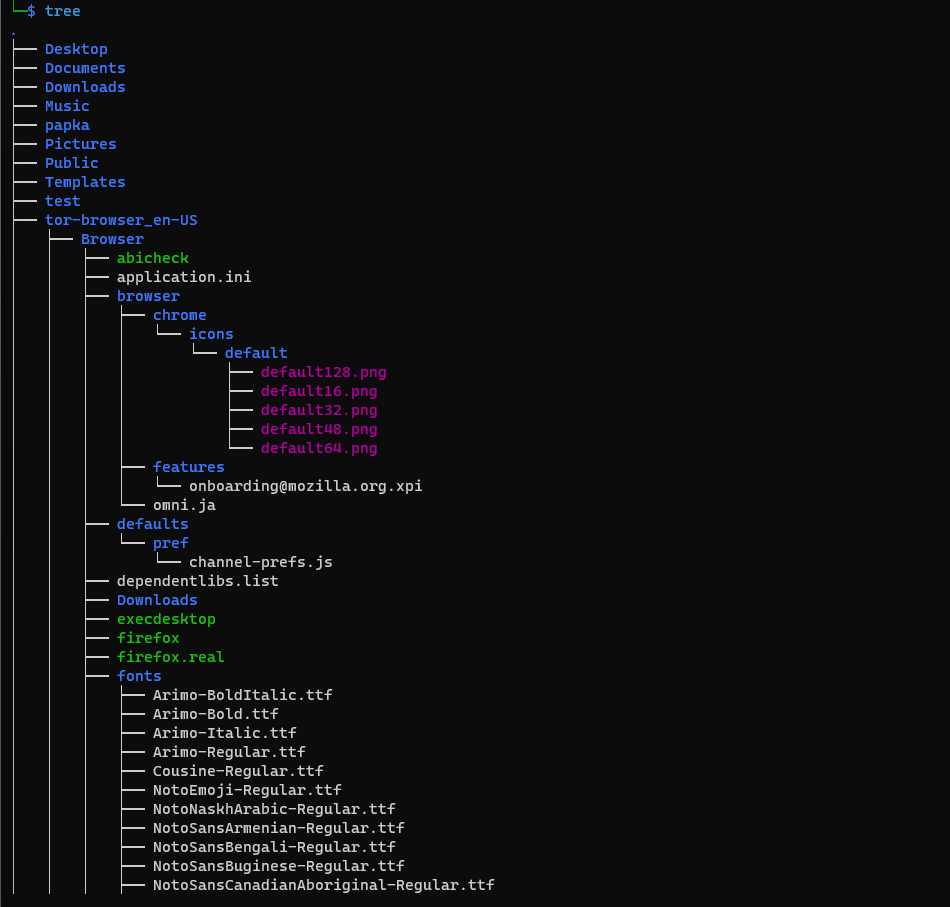 └─$ tree
.
├── Desktop
├── Documents
├── Downloads
├── Music
├── papka
├── Pictures
├── Public
├── Templates
├── test
├── tor-browser_en-US
│   ├── Browser
│   │   ├── abicheck
│   │   ├── application.ini
│   │   ├── browser
│   │   │   ├── chrome
│   │   │   │   └── icons
│   │   │   │       └── default
│   │   │   │           ├── default128.png
│   │   │   │           ├── default16.png
│   │   │   │           ├── default32.png
│   │   │   │           ├── default48.png
│   │   │   │           └── default64.png
│   │   │   ├── features
│   │   │   │   └── onboarding@mozilla.org.xpi
│   │   │   └── omni.ja
│   │   ├── defaults
│   │   │   └── pref
│   │   │       └── channel-prefs.js
│   │   ├── dependentlibs.list
│   │   ├── Downloads
│   │   ├── execdesktop
│   │   ├── firefox
│   │   ├── firefox.real
│   │   ├── fonts
│   │   │   ├── Arimo-BoldItalic.ttf
│   │   │   ├── Arimo-Bold.ttf
│   │   │   ├── Arimo-Italic.ttf
│   │   │   ├── Arimo-Regular.ttf
│   │   │   ├── Cousine-Regular.ttf
│   │   │   ├── NotoEmoji-Regular.ttf
│   │   │   ├── NotoNaskhArabic-Regular.ttf
│   │   │   ├── NotoSansArmenian-Regular.ttf
│   │   │   ├── NotoSansBengali-Regular.ttf
│   │   │   ├── NotoSansBuginese-Regular.ttf
│   │   │   ├── NotoSansCanadianAboriginal-Regular.ttf